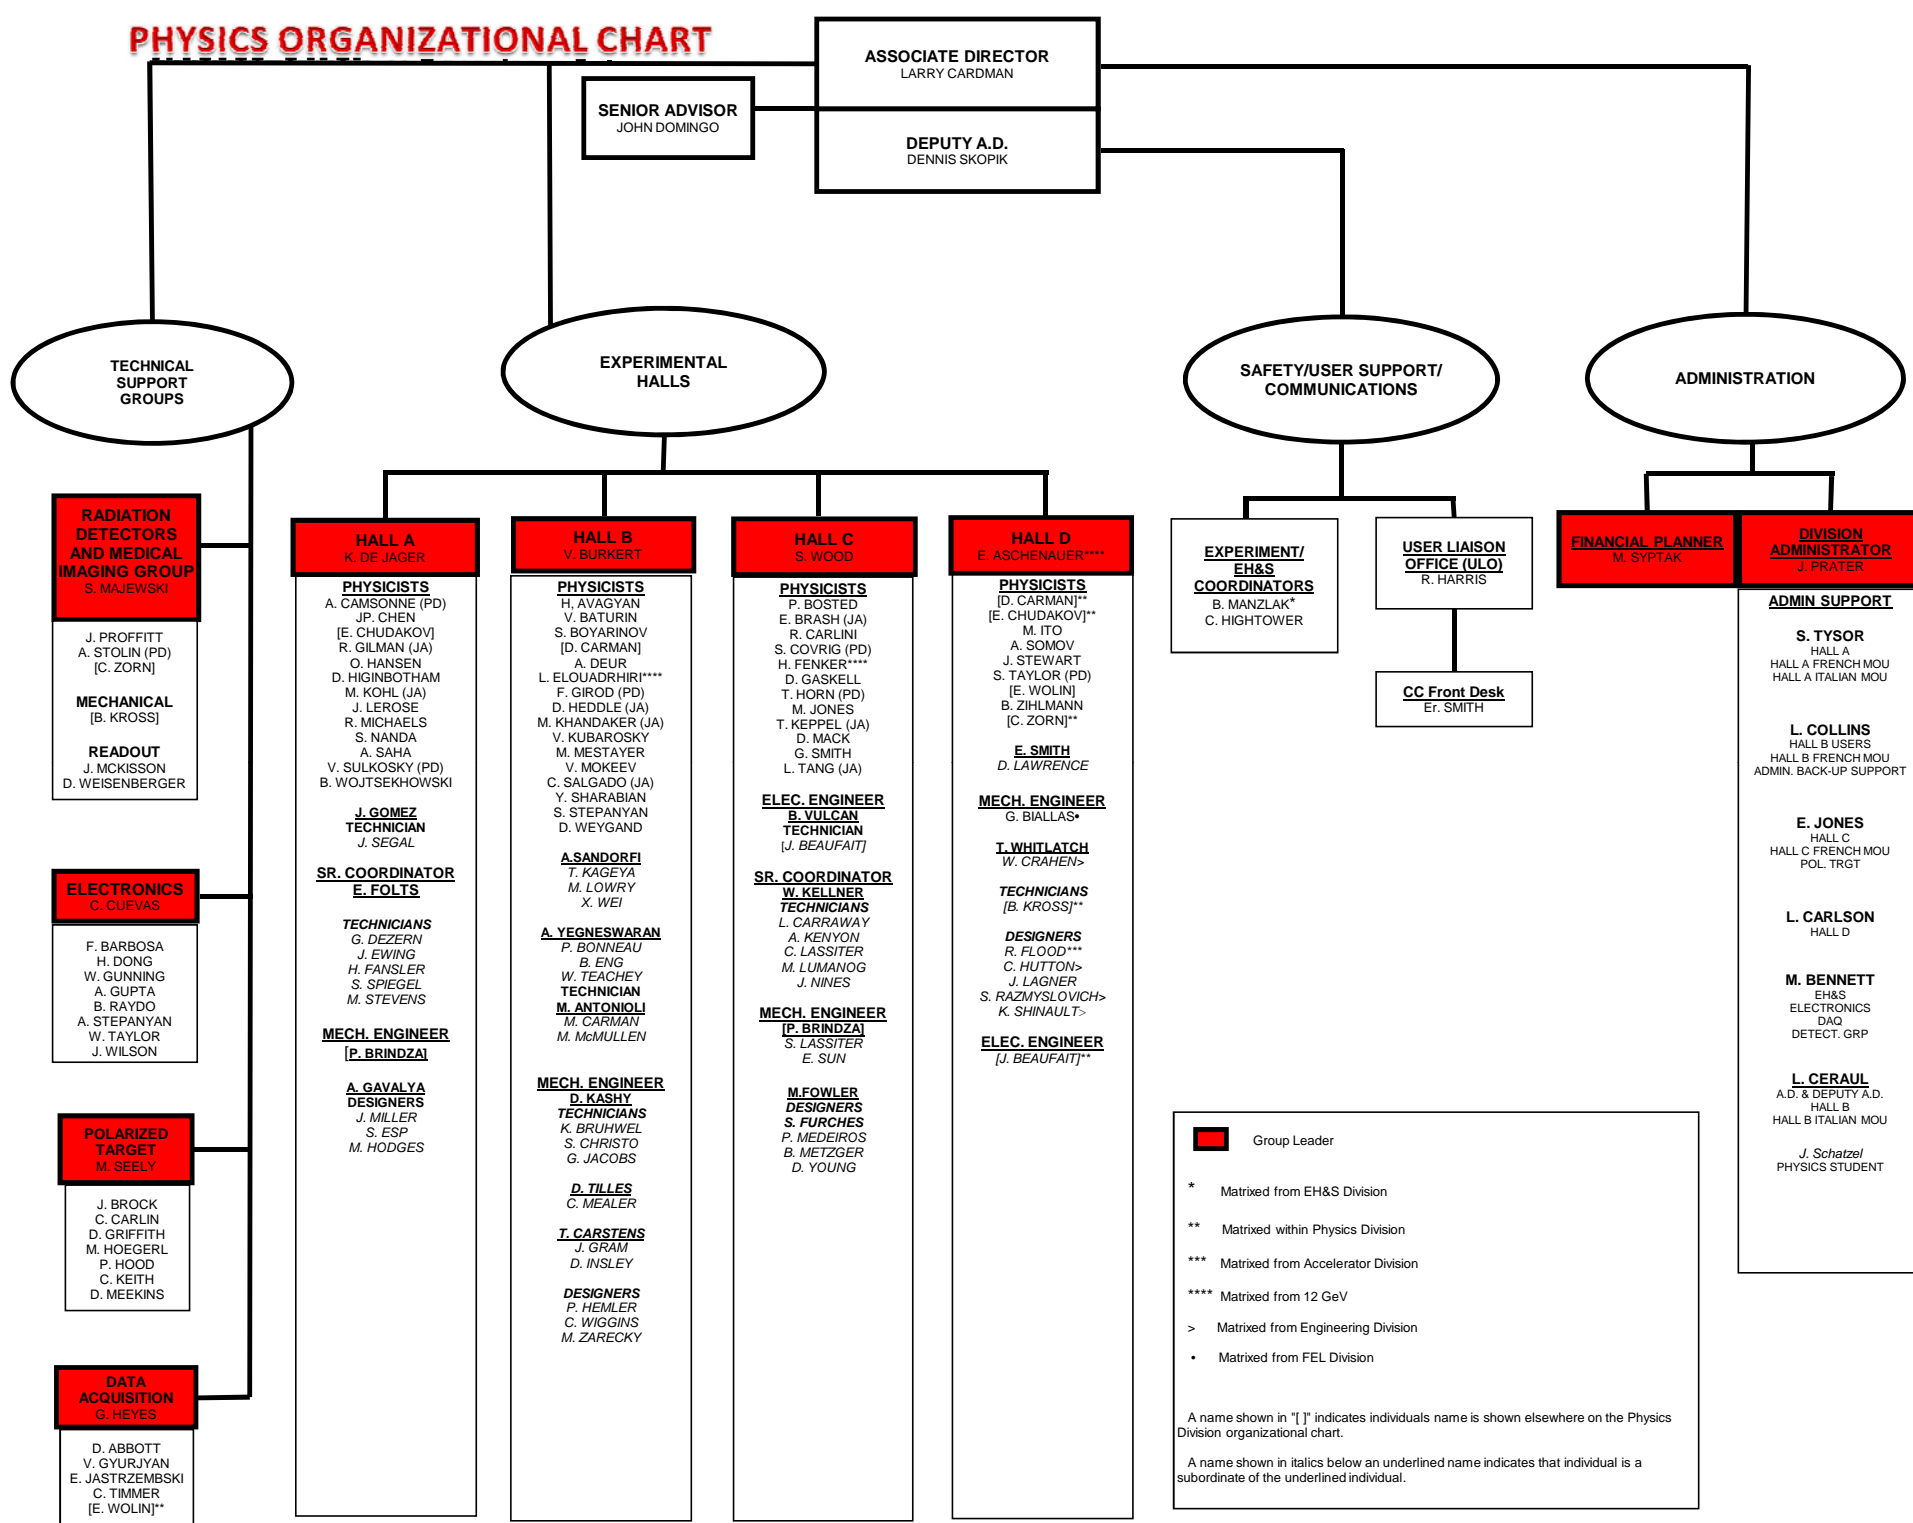 PHYSICS ORGANIZATIONAL CHART
ASSOCIATE DIRECTOR
LARRY CARDMAN
SENIOR ADVISOR
JOHN DOMINGO
DEPUTY A.D.
DENNIS SKOPIK
TECHNICAL
SUPPORT
GROUPS
EXPERIMENTAL
HALLS
SAFETY/USER SUPPORT/
COMMUNICATIONS
ADMINISTRATION
RADIATION
DETECTORS
AND MEDICAL
IMAGING GROUP
S. MAJEWSKI
J. PROFFITT
A. STOLIN (PD)
[C. ZORN]
MECHANICAL
[B. KROSS]
READOUT
J. MCKISSON
D. WEISENBERGER
ELECTRONICS
C. CUEVAS
F. BARBOSA
H. DONG
W. GUNNING
A. GUPTA
B. RAYDO
A. STEPANYAN
W. TAYLOR
J. WILSON
POLARIZED
TARGET
M. SEELY
J. BROCK
C. CARLIN
D. GRIFFITH
M. HOEGERL
P. HOOD
C. KEITH
D. MEEKINS
DATA
ACQUISITION
G. HEYES
D. ABBOTT
V. GYURJYAN
E. JASTRZEMBSKI
C. TIMMER
[E. WOLIN]**
HALL A
K. DE JAGER
PHYSICISTS
A. CAMSONNE (PD)
JP. CHEN
[E. CHUDAKOV]
R. GILMAN (JA)
O. HANSEN
D. HIGINBOTHAM
M. KOHL (JA)
J. LEROSE
R. MICHAELS
S. NANDA
A. SAHA
V. SULKOSKY (PD)
B. WOJTSEKHOWSKI
J. GOMEZ
TECHNICIAN
J. SEGAL
SR. COORDINATOR
E. FOLTS
TECHNICIANS
G. DEZERN
J. EWING
H. FANSLER
S. SPIEGEL
M. STEVENS
MECH. ENGINEER
[P. BRINDZA]
A. GAVALYA
DESIGNERS
J. MILLER
S. ESP
M. HODGES
HALL B
V. BURKERT
PHYSICISTS
H, AVAGYAN
V. BATURIN
S. BOYARINOV
[D. CARMAN]
A. DEUR
L. ELOUADRHIRI****
F. GIROD (PD)
D. HEDDLE (JA)
M. KHANDAKER (JA)
V. KUBAROSKY
M. MESTAYER
V. MOKEEV
C. SALGADO (JA)
Y. SHARABIAN
S. STEPANYAN
D. WEYGAND
A.SANDORFI
T. KAGEYA
M. LOWRY
X. WEI
A. YEGNESWARAN
P. BONNEAU
B. ENG
W. TEACHEY
TECHNICIAN
M. ANTONIOLI
M. CARMAN
M. McMULLEN
MECH. ENGINEER
D. KASHY
TECHNICIANS
K. BRUHWEL
S. CHRISTO
G. JACOBS
D. TILLES
C. MEALER
T. CARSTENS
J. GRAM
D. INSLEY
DESIGNERS
P. HEMLER
C. WIGGINS
M. ZARECKY
HALL C
S. WOOD
PHYSICISTS
P. BOSTED
E. BRASH (JA)
R. CARLINI
S. COVRIG (PD)
H. FENKER****
D. GASKELL
T. HORN (PD)
M. JONES
T. KEPPEL (JA)
D. MACK
G. SMITH
L. TANG (JA)
ELEC. ENGINEER
B. VULCAN
TECHNICIAN
[J. BEAUFAIT]
SR. COORDINATOR
W. KELLNER
TECHNICIANS
L. CARRAWAY
A. KENYON
C. LASSITER
M. LUMANOG
J. NINES
MECH. ENGINEER
[P. BRINDZA]
S. LASSITER
E. SUN
M.FOWLER
DESIGNERS
S. FURCHES
P. MEDEIROS
B. METZGER
D. YOUNG
HALL D
E. ASCHENAUER****
PHYSICISTS
[D. CARMAN]**
[E. CHUDAKOV]**
M. ITO
A. SOMOV
J. STEWART
S. TAYLOR (PD)
[E. WOLIN]
B. ZIHLMANN
[C. ZORN]**
E. SMITH
D. LAWRENCE
MECH. ENGINEER
G. BIALLAS•
T. WHITLATCH
W. CRAHEN>
TECHNICIANS
[B. KROSS]**
DESIGNERS
R. FLOOD***
C. HUTTON>
J. LAGNER
S. RAZMYSLOVICH>
K. SHINAULT>
ELEC. ENGINEER
[J. BEAUFAIT]**
EXPERIMENT/
EH&S
COORDINATORS
B. MANZLAK*
C. HIGHTOWER
USER LIAISON
OFFICE (ULO)
R. HARRIS
CC Front Desk
Er. SMITH
FINANCIAL PLANNER
M. SYPTAK
DIVISION
ADMINISTRATOR
J. PRATER
ADMIN SUPPORT
S. TYSOR
HALL A
HALL A FRENCH MOU
HALL A ITALIAN MOU
L. COLLINS
HALL B USERS
HALL B FRENCH MOU
ADMIN. BACK-UP SUPPORT
E. JONES
HALL C
HALL C FRENCH MOU
POL. TRGT
L. CARLSON
HALL D
M. BENNETT
EH&S
ELECTRONICS
DAQ
DETECT. GRP
L. CERAUL
A.D. & DEPUTY A.D.
HALL B
HALL B ITALIAN MOU
J. Schatzel
PHYSICS STUDENT
Group Leader
* Matrixed from EH&S Division
** Matrixed within Physics Division
*** Matrixed from Accelerator Division
**** Matrixed from 12 GeV
> Matrixed from Engineering Division
• Matrixed from FEL Division
A name shown in "[ ]" indicates individuals name is shown elsewhere on the Physics
Division organizational chart.
A name shown in italics below an underlined name indicates that individual is a
subordinate of the underlined individual.